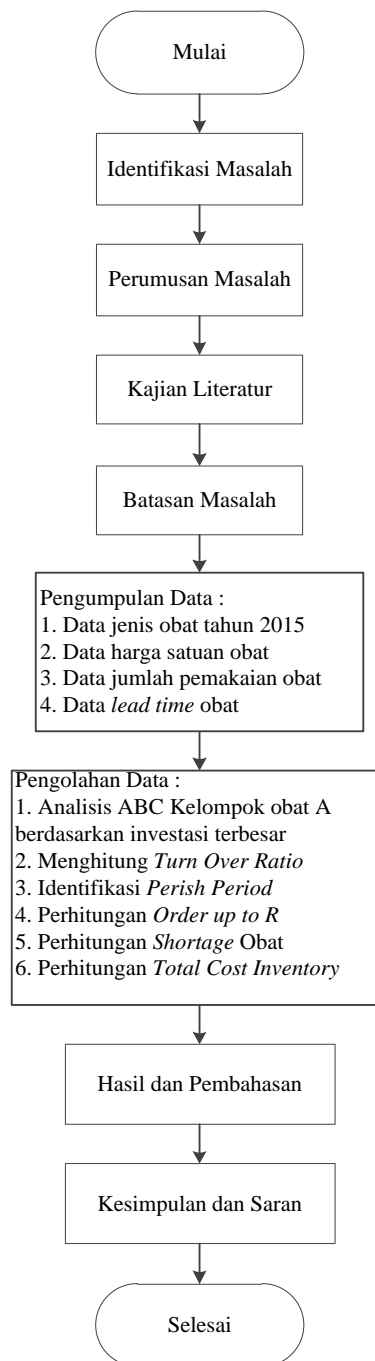 Mulai
Identifikasi Masalah
Perumusan Masalah
Kajian Literatur
Batasan Masalah
Pengumpulan Data :
1. Data jenis obat tahun 2015
2. Data harga satuan obat
3. Data jumlah pemakaian obat
4. Data lead time obat
Pengolahan Data :
1. Analisis ABC Kelompok obat A
berdasarkan investasi terbesar
2. Menghitung Turn Over Ratio
3. Identifikasi Perish Period
4. Perhitungan Order up to R
5. Perhitungan Shortage Obat
6. Perhitungan Total Cost Inventory
Hasil dan Pembahasan
Kesimpulan dan Saran
Selesai